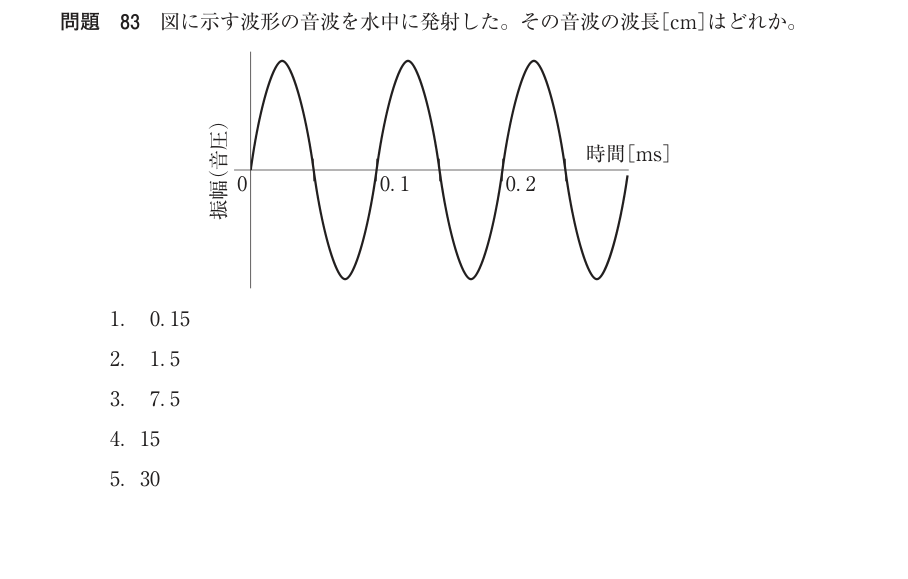 問題 83 図に示す波形の音波を水中に発射した。その音波の波長[cm]はどれか。
振幅(音圧)
時間[ms]
0 0.1 0.2
1. 0.15
2. 1.5
3. 7.5
4. 15
5. 30